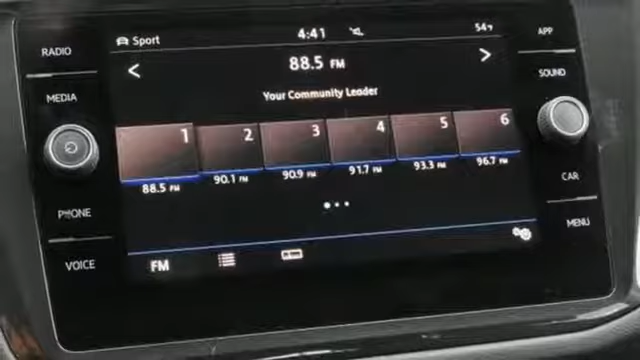 RADIO
MEDIA
PHONE
VOICE
Sport
4:41
54°F
88.5 FM
Your Community Leader
1 2 3 4 5 6
88.5 FM 90.1 FM 90.9 FM 91.7 FM 93.3 FM 96.7 FM
FM
APP
SOUND
CAR
MENU